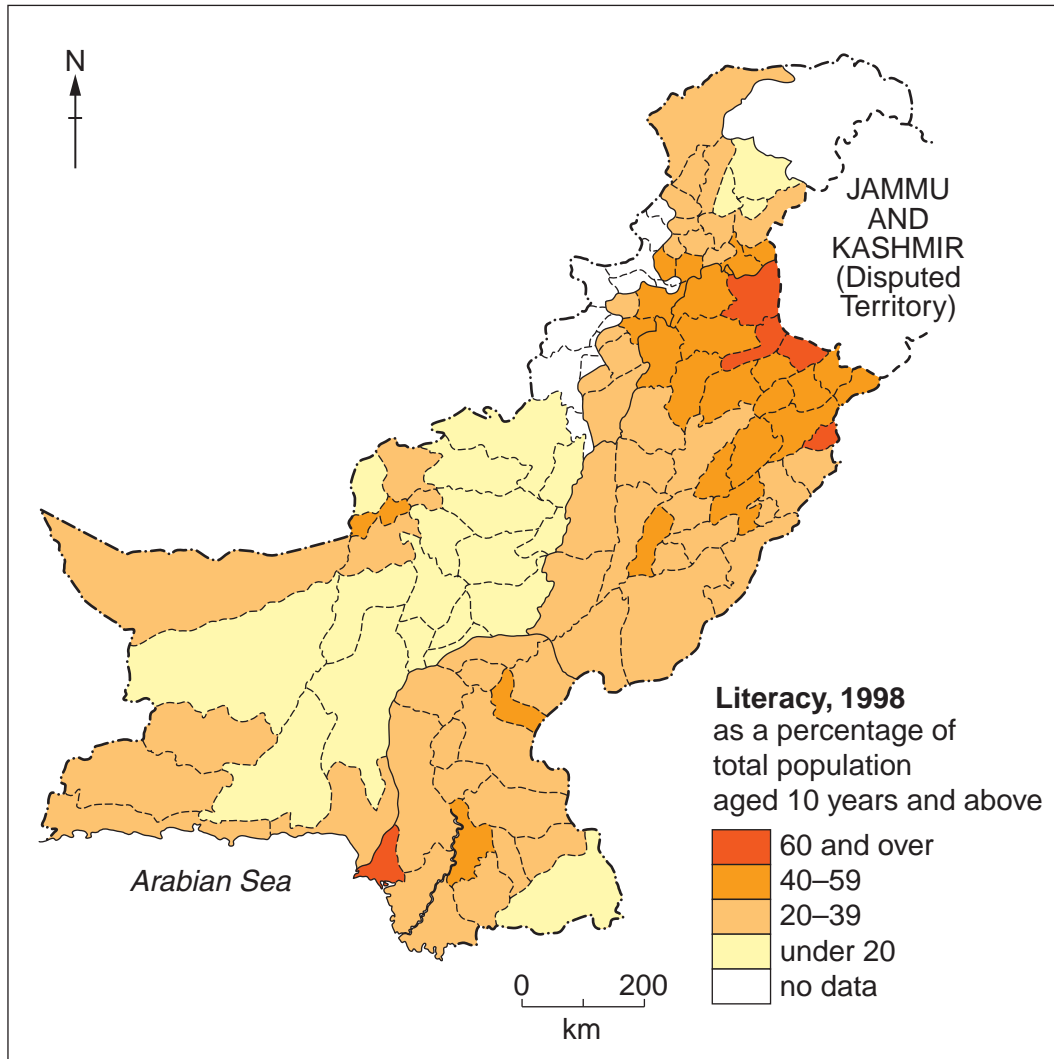 N
JAMMU
AND
KASHMIR
(Disputed
Territory)
Arabian Sea
Literacy, 1998
as a percentage of
total population
aged 10 years and above
60 and over
40–59
20–39
under 20
no data
0 200
km